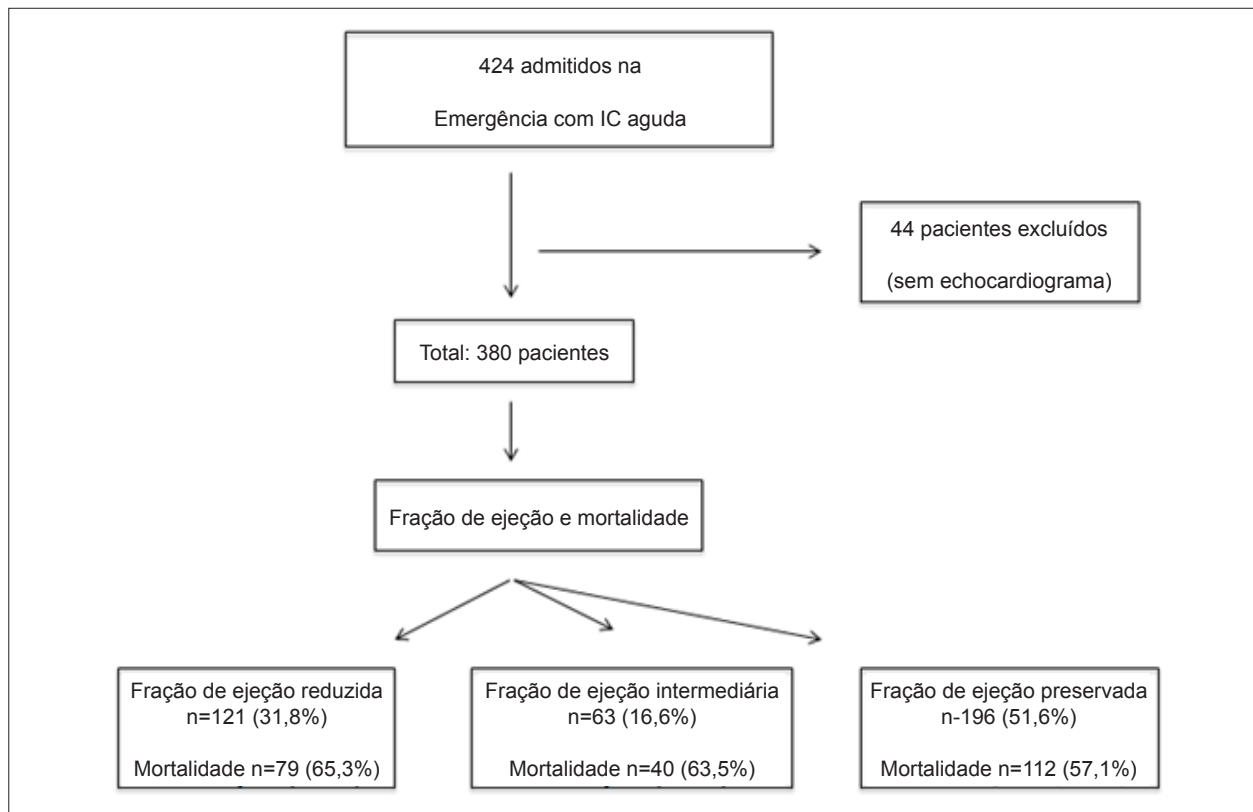 424 admitidos na
Emergência com IC aguda
44 pacientes excluídos
(sem echocardiograma)
Total: 380 pacientes
Fração de ejeção e mortalidade
Fração de ejeção reduzida
n=121 (31,8%)
Mortalidade n=79 (65,3%)
Fração de ejeção intermediária
n=63 (16,6%)
Mortalidade n=40 (63,5%)
Fração de ejeção preservada
n-196 (51,6%)
Mortalidade n=112 (57,1%)